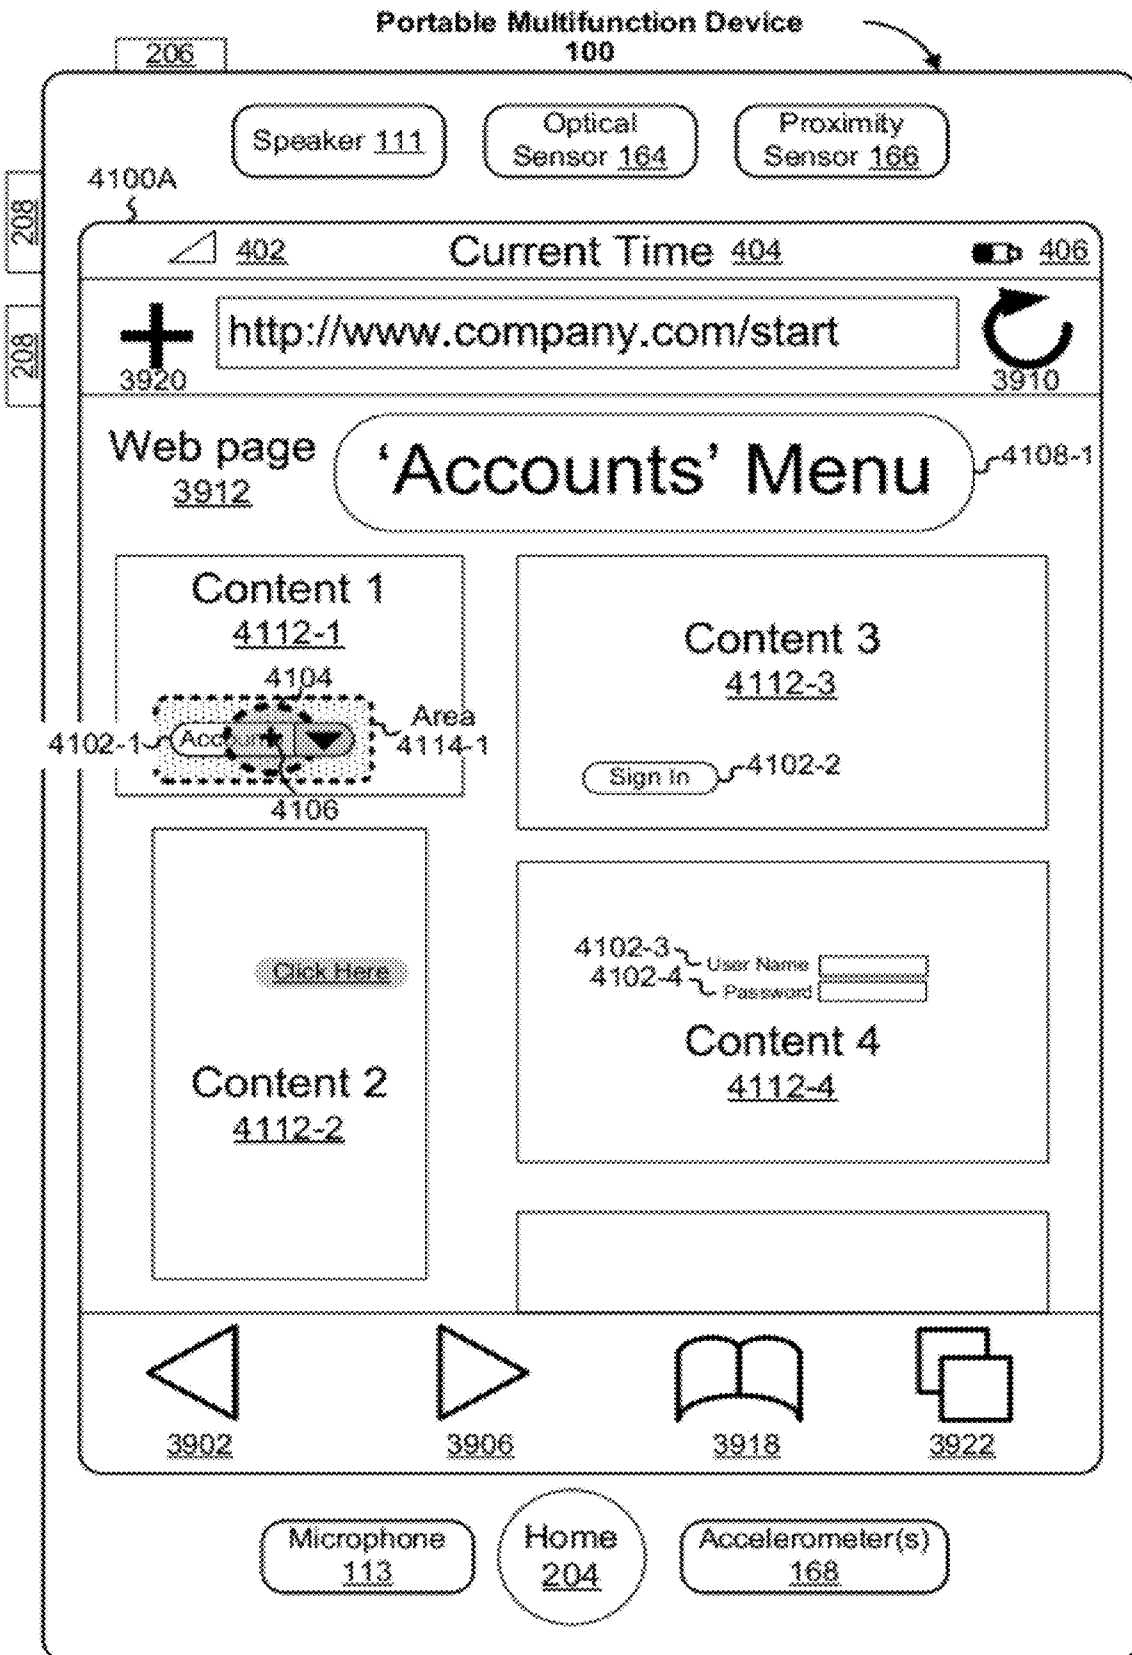 Portable Multifunction Device
100
206
Speaker 111
Optical
Sensor 164
Proximity
Sensor 166
4100A
208
208
402
Current Time 404
406
http://www.company.com/start
3920
3910
Web page
3912
'Accounts' Menu
4108-1
Content 1
4112-1
4104
4102-1
Area
4114-1
4106
Content 3
4112-3
Sign In
4102-2
Click Here
Content 2
4112-2
4102-3
User Name
4102-4
Password
Content 4
4112-4
3902
3906
3918
3922
Microphone
113
Home
204
Accelerometer(s)
168